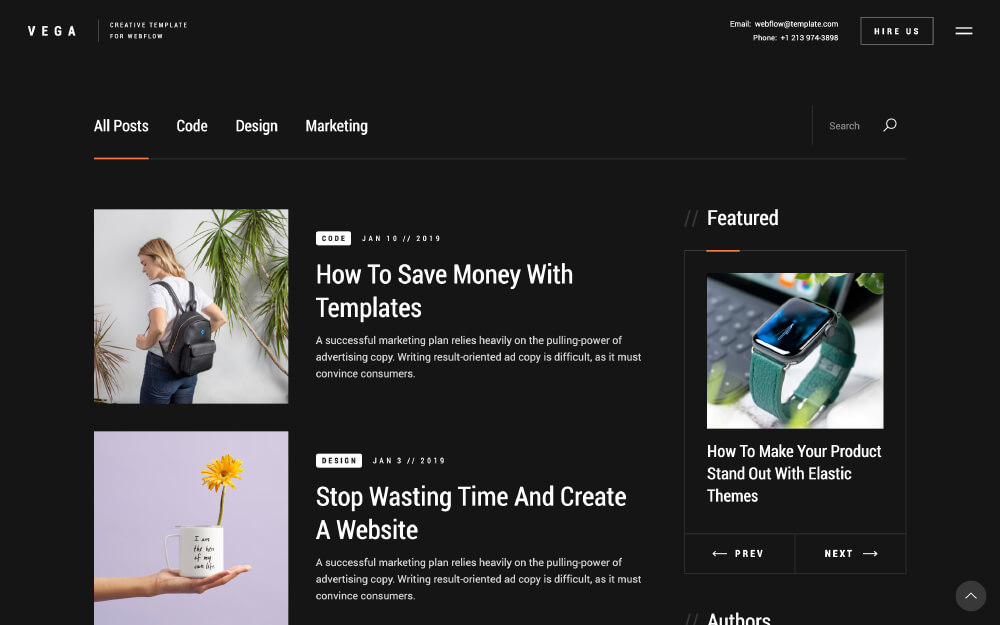 VEGA
CREATIVE TEMPLATE
FOR WEBFLOW
Email: webflow@template.com
Phone: +1 213 974-3898
HIRE US
All Posts
Code
Design
Marketing
Search
CODE
JAN 10 // 2019
How To Save Money With
Templates
A successful marketing plan relies heavily on the pulling-power of
advertising copy. Writing result-oriented ad copy is difficult, as it must
convince consumers.
I am
the hero
of my
own life.
DESIGN
JAN 3 // 2019
Stop Wasting Time And Create
A Website
A successful marketing plan relies heavily on the pulling-power of
advertising copy. Writing result-oriented ad copy is difficult, as it must
convince consumers.
// Featured
How To Make Your Product
Stand Out With Elastic
Themes
PREV
NEXT
// Authors